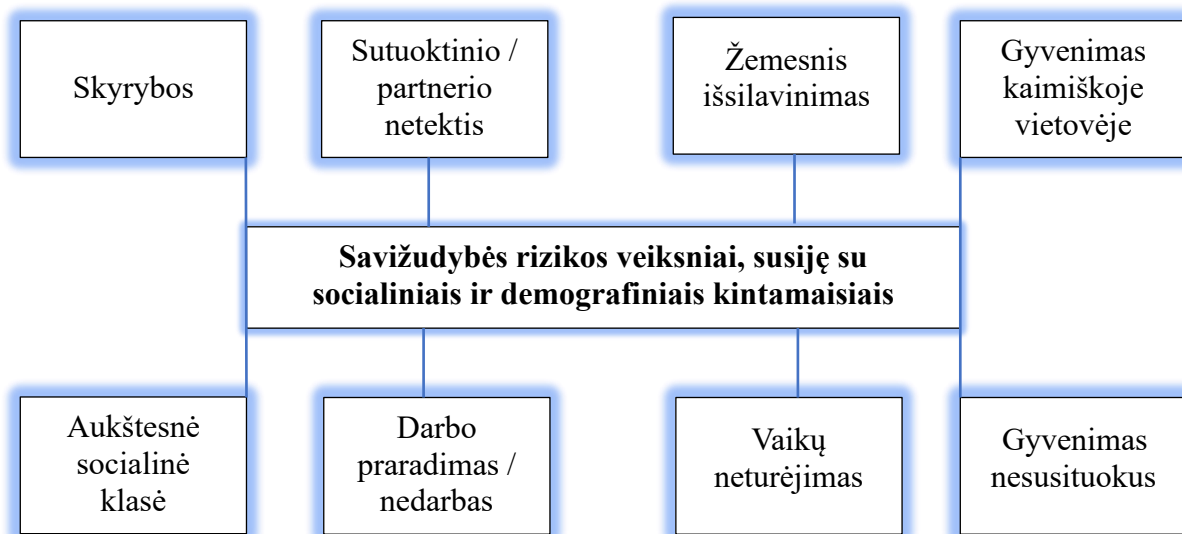 Skyrybos
Sutuoktinio /
partnerio
netektis
Žemesnis
išsilavinimas
Gyvenimas
kaimiškoje
vietovėje
Savižudybės rizikos veiksniai, susiję su
socialiniais ir demografiniais kintamaisiais
Aukštesnė
socialinė
klasė
Darbo
praradimas /
nedarbas
Vaikų
neturėjimas
Gyvenimas
nesusituokus